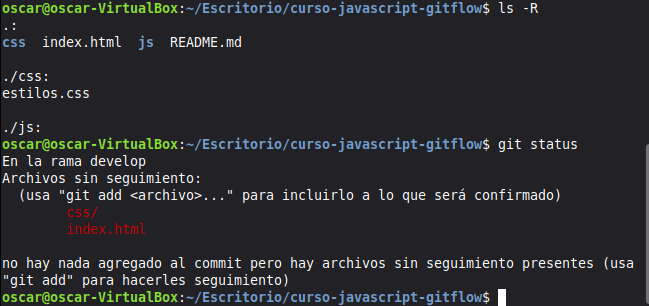 oscar@oscar-VirtualBox:~/Escritorio/curso-javascript-gitflow$ ls -R
.:
css  index.html  js  README.md

./css:
estilos.css

./js:
oscar@oscar-VirtualBox:~/Escritorio/curso-javascript-gitflow$ git status
En la rama develop
Archivos sin seguimiento:
  (usa "git add <archivo>..." para incluirlo a lo que será confirmado)
        css/
        index.html

no hay nada agregado al commit pero hay archivos sin seguimiento presentes (usa
"git add" para hacerles seguimiento)
oscar@oscar-VirtualBox:~/Escritorio/curso-javascript-gitflow$